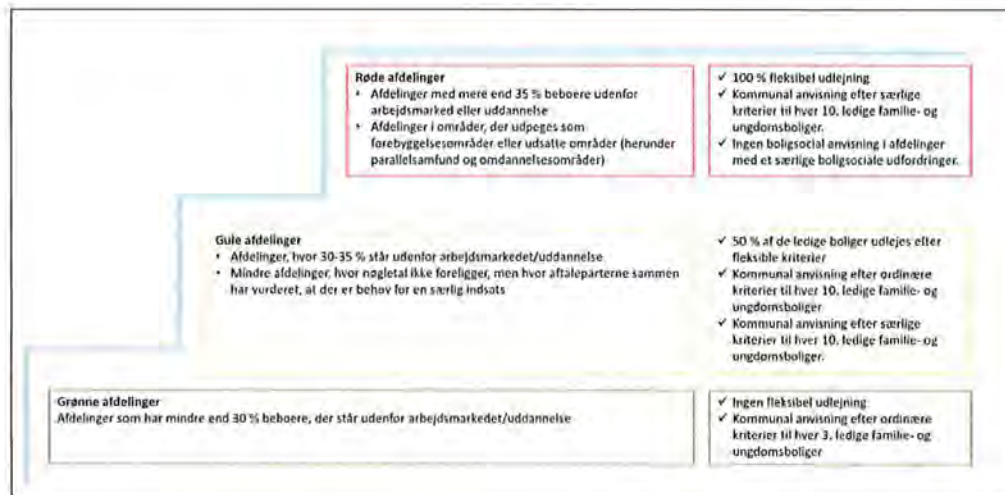 Røde afdelinger
• Afdelinger med mere end 35 % beboere udenfor
arbejdsmarked eller uddannelse
• Afdelinger i områder, der udpeges som
forebyggelsesområder eller udsatte områder (herunder
parallelsamfund og omdannelsesområder)
✓ 100 % fleksibel udlejning
✓ Kommunal anvisning efter særlige
kriterier til hver 10. ledige familie- og
ungdomsboliger.
✓ Ingen boligsocial anvisning i afdelinger
med et særlige boligsociale udfordringer.
Gule afdelinger
• Afdelinger, hvor 30-35 % står udenfor arbejdsmarkedet/uddannelse
• Mindre afdelinger, hvor nøgletal ikke foreligger, men hvor aftaleparterne sammen
har vurderet, at der er behov for en særlig indsats
✓ 50 % af de ledige boliger udlejes efter
fleksible kriterier
✓ Kommunal anvisning efter ordinære
kriterier til hver 10. ledige familie- og
ungdomsboliger
✓ Kommunal anvisning efter særlige
kriterier til hver 10. ledige familie- og
ungdomsboliger.
Grønne afdelinger
Afdelinger som har mindre end 30 % beboere, der står udenfor arbejdsmarkedet/uddannelse
✓ Ingen fleksibel udlejning
✓ Kommunal anvisning efter ordinære
kriterier til hver 3. ledige familie- og
ungdomsboliger